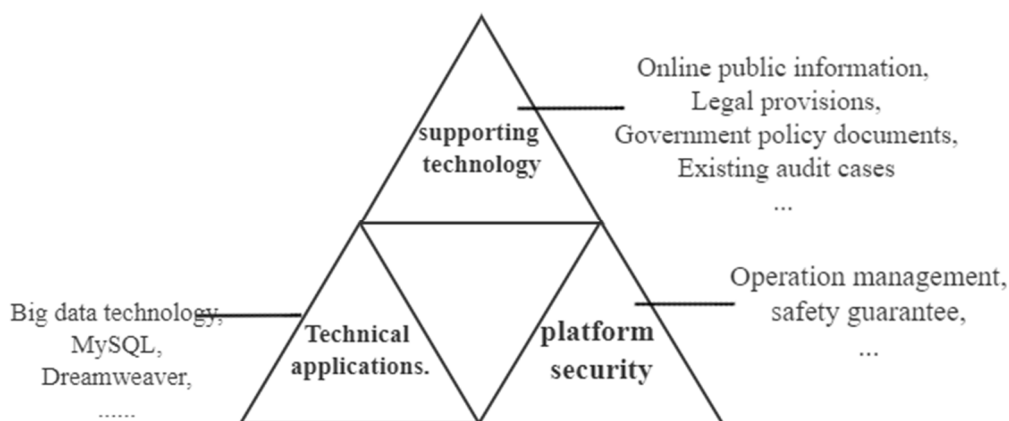 Online public information,
Legal provisions,
Government policy documents,
Existing audit cases
...
supporting
technology
Operation management,
safety guarantee,
...
Big data technology,
MySQL,
Dreamweaver,
......
Technical
applications.
platform
security